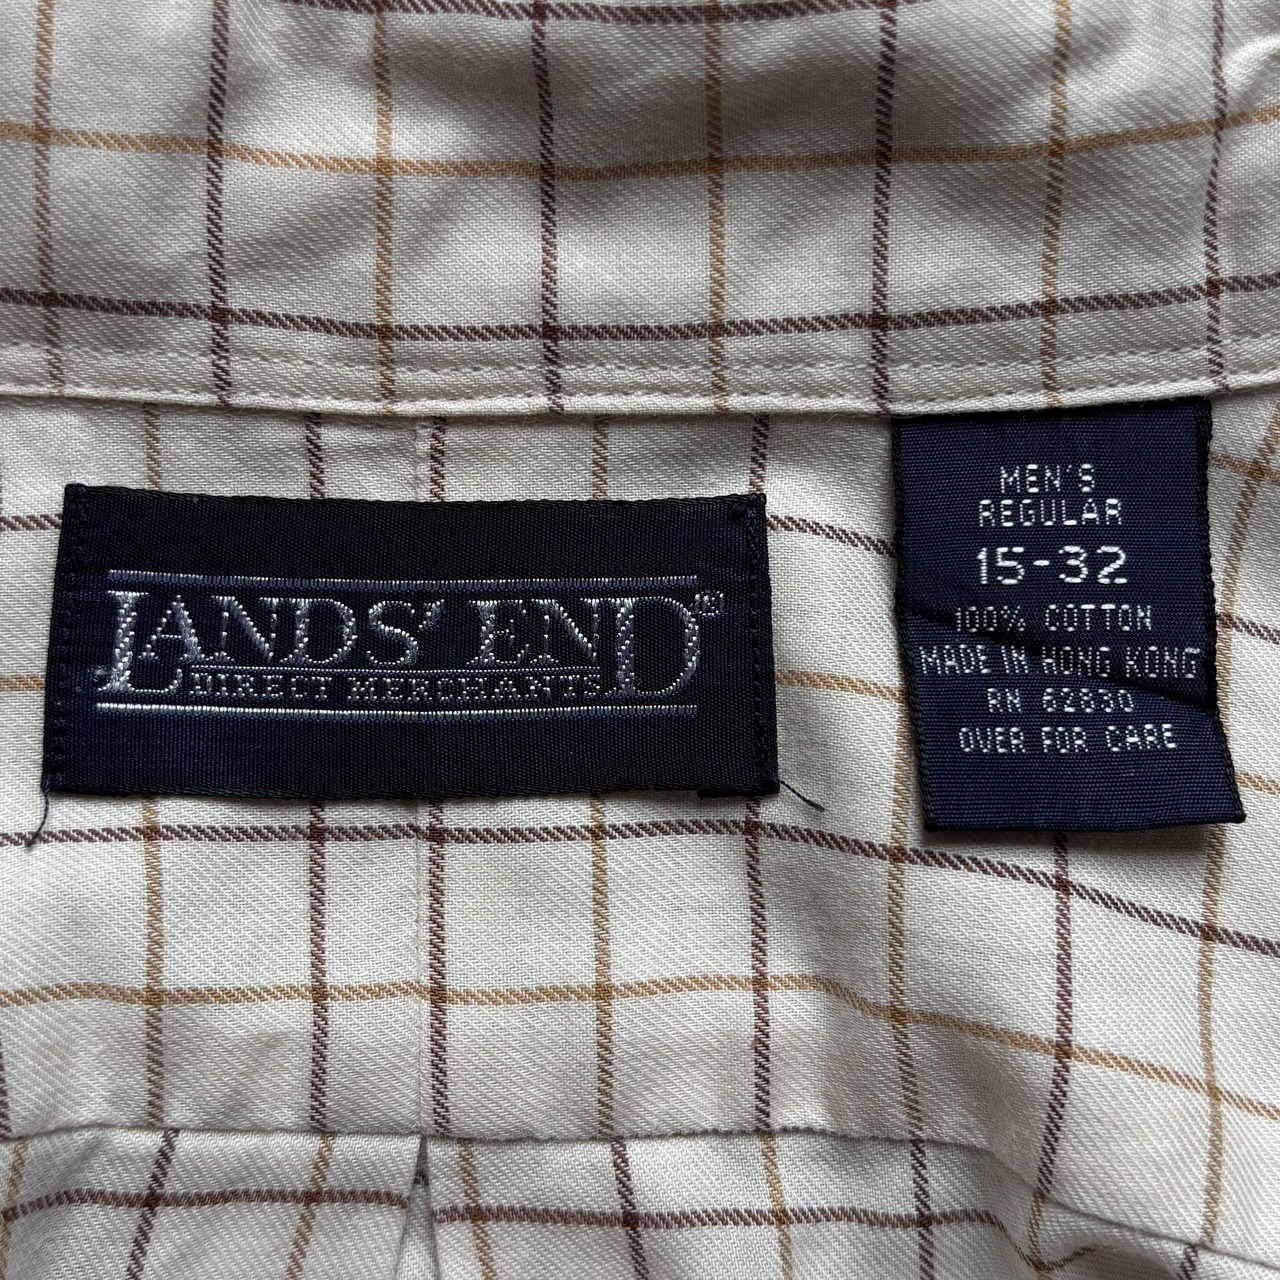 LANDS' END®
DIRECT MERCHANTS
MEN'S
REGULAR
15-32
100% COTTON
MADE IN HONG KONG
RN 62830
OVER FOR CARE